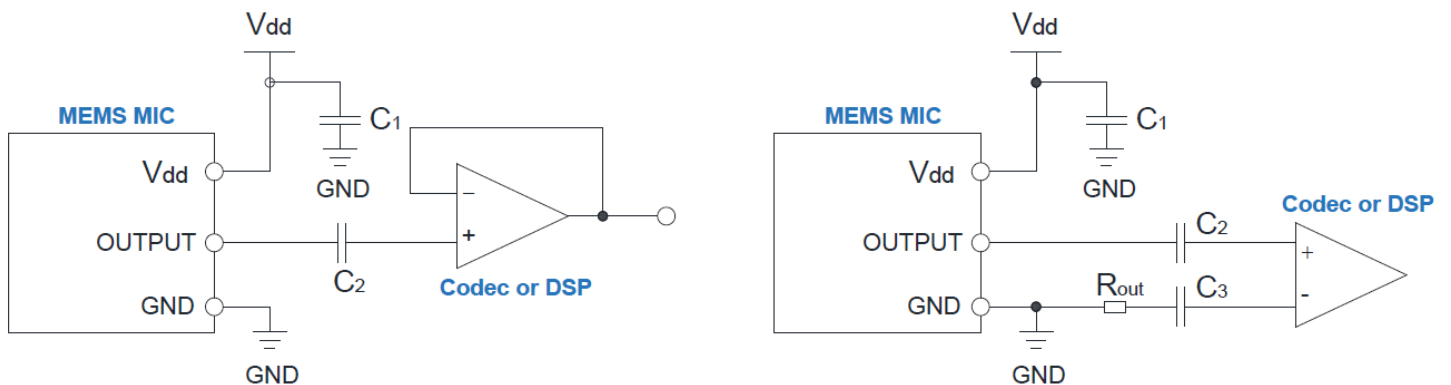 Vdd
MEMS MIC
C1
Vdd
GND
−
OUTPUT
+
C2
Codec or DSP
GND
GND
Vdd
MEMS MIC
C1
Vdd
GND
Codec or DSP
OUTPUT
C2
+
GND
Rout
C3
-
GND